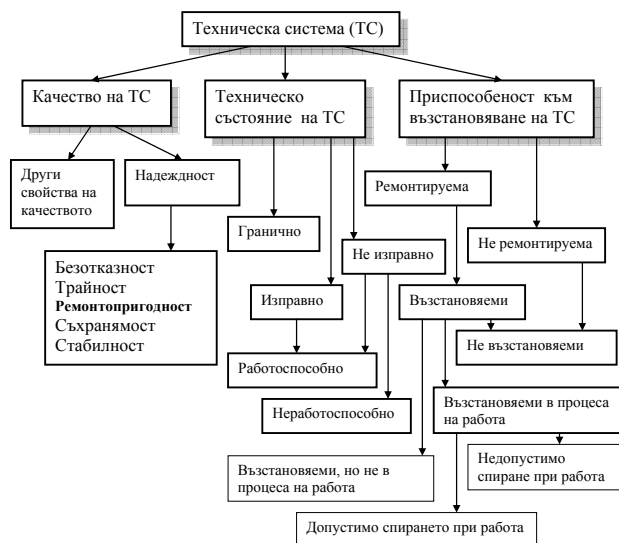 Техническа система (ТС)
Качество на ТС
Техническо
състояние на ТС
Приспособеност към
възстановяване на ТС
Други
свойства на
качеството
Надеждност
Ремонтируема
Гранично
Не изправно
Не ремонтируема
Безотказност
Трайност
Ремонтопригодност
Съхранямост
Стабилност
Изправно
Възстановяеми
Не възстановяеми
Работоспособно
Неработоспособно
Възстановяеми в процеса
на работа
Възстановяеми, но не в
процеса на работа
Недопустимо
спиране при работа
Допустимо спирането при работа